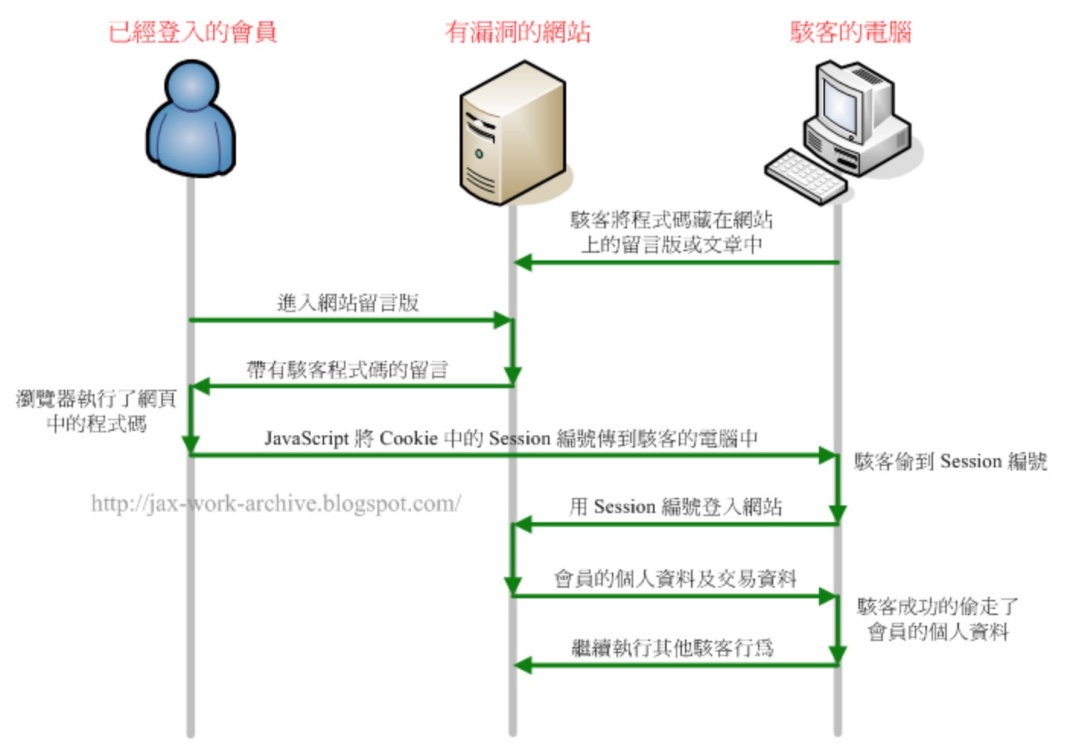 已經登入的會員
有漏洞的網站
駭客的電腦
駭客將程式碼藏在網站
上的留言版或文章中
進入網站留言版
帶有駭客程式碼的留言
瀏覽器執行了網頁
中的程式碼
JavaScript 將 Cookie 中的 Session 編號傳到駭客的電腦中
駭客偷到 Session 編號
http://jax-work-archive.blogspot.com/
用 Session 編號登入網站
會員的個人資料及交易資料
駭客成功的偷走了
會員的個人資料
繼續執行其他駭客行為